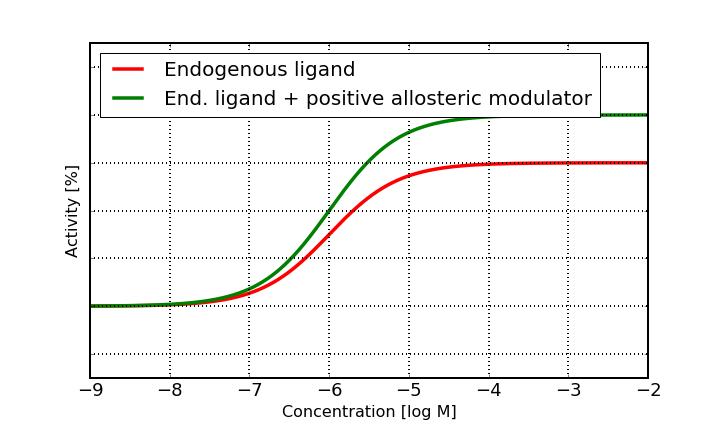 Endogenous ligand
End. ligand + positive allosteric modulator
Activity [%]
−9 −8 −7 −6 −5 −4 −3 −2
Concentration [log M]